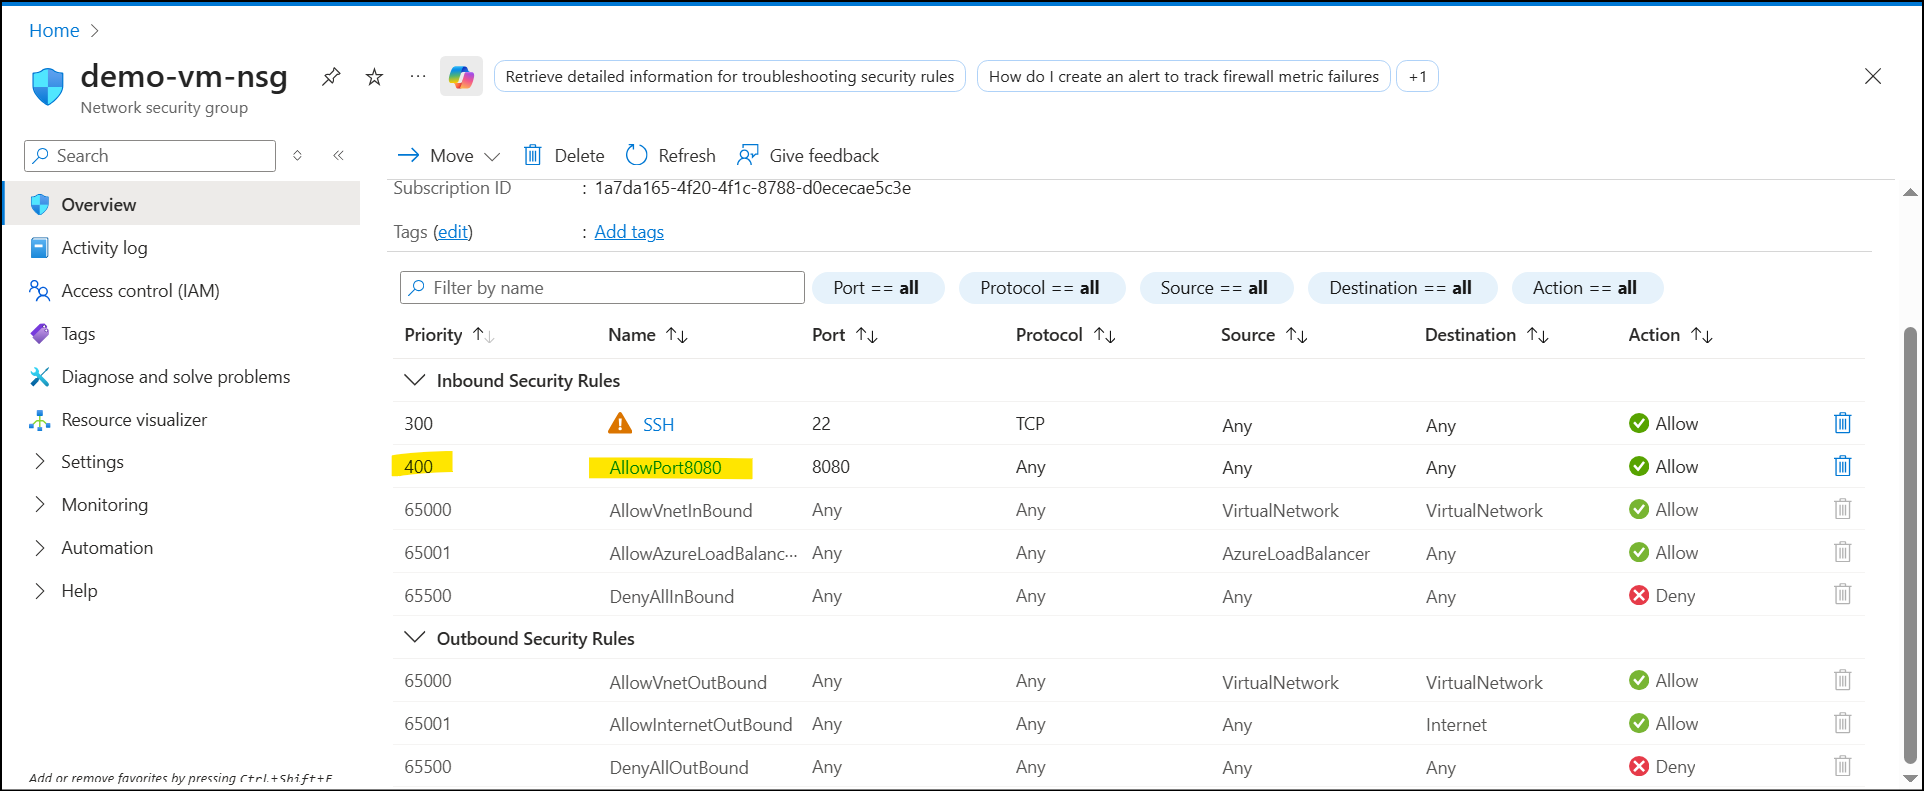 Home
demo-vm-nsg
Retrieve detailed information for troubleshooting security rules
How do I create an alert to track firewall metric failures
+1
Network security group
Search
Move Delete Refresh Give feedback
Subscription ID : 1a7da165-4f20-4f1c-8788-d0ececae5c3e
Tags (edit) : Add tags
Overview
Activity log
Access control (IAM)
Tags
Diagnose and solve problems
Resource visualizer
Settings
Monitoring
Automation
Help
Add or remove favorites by pressing Ctrl+Shift+F
Filter by name Port == all Protocol == all Source == all Destination == all Action == all
Priority Name Port Protocol Source Destination Action
Inbound Security Rules
300 SSH 22 TCP Any Any Allow
400 AllowPort8080 8080 Any Any Any Allow
65000 AllowVnetInBound Any Any VirtualNetwork VirtualNetwork Allow
65001 AllowAzureLoadBalanc··· Any Any AzureLoadBalancer Any Allow
65500 DenyAllInBound Any Any Any Any Deny
Outbound Security Rules
65000 AllowVnetOutBound Any Any VirtualNetwork VirtualNetwork Allow
65001 AllowInternetOutBound Any Any Any Internet Allow
65500 DenyAllOutBound Any Any Any Any Deny